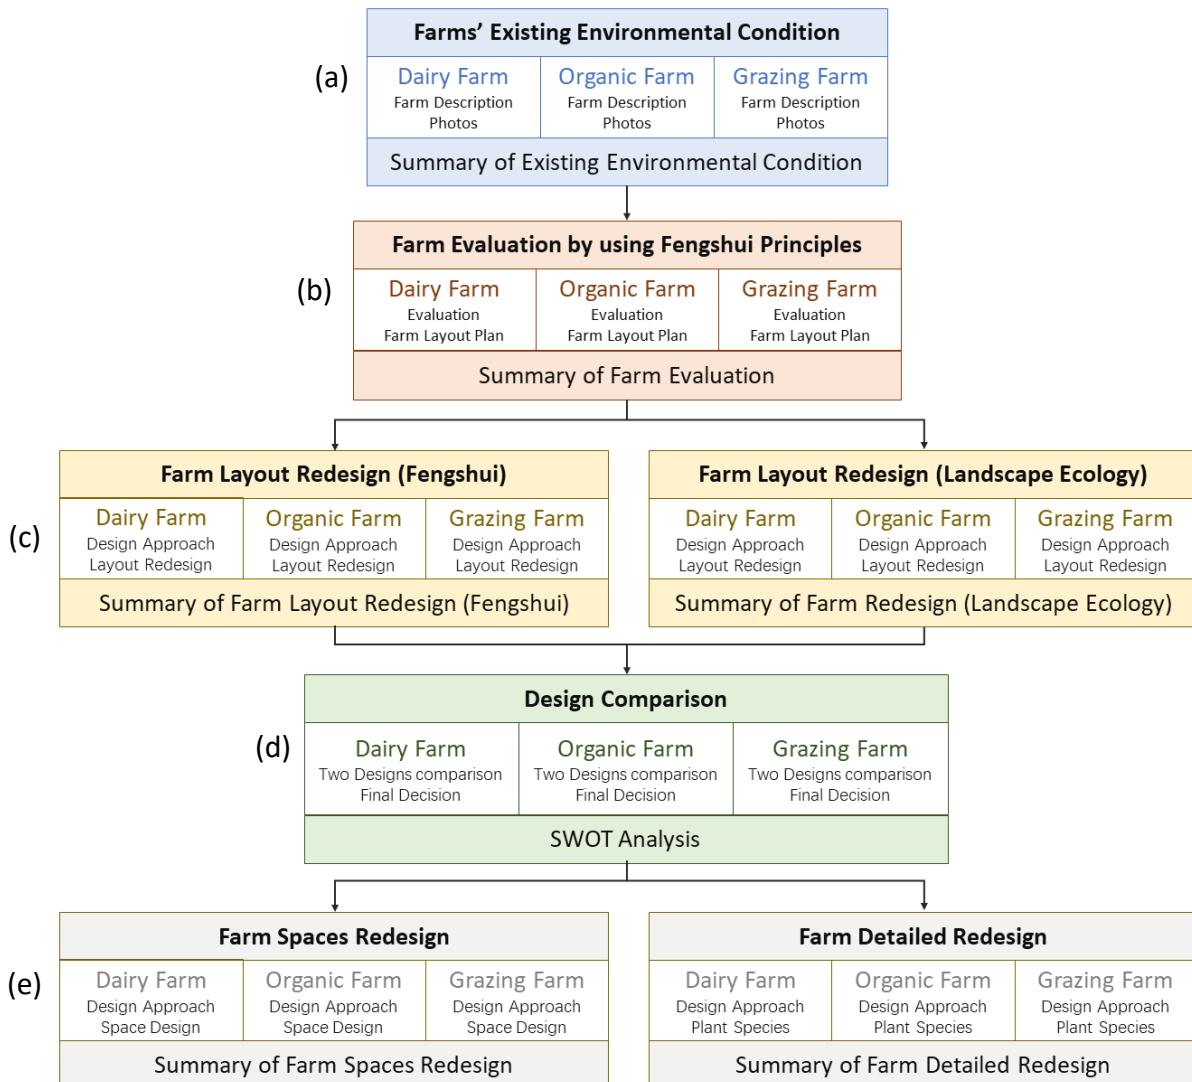 Farms' Existing Environmental Condition
(a)
Dairy Farm
Farm Description
Photos
Organic Farm
Farm Description
Photos
Grazing Farm
Farm Description
Photos
Summary of Existing Environmental Condition
Farm Evaluation by using Fengshui Principles
(b)
Dairy Farm
Evaluation
Farm Layout Plan
Organic Farm
Evaluation
Farm Layout Plan
Grazing Farm
Evaluation
Farm Layout Plan
Summary of Farm Evaluation
(c)
Farm Layout Redesign (Fengshui)
Dairy Farm
Design Approach
Layout Redesign
Organic Farm
Design Approach
Layout Redesign
Grazing Farm
Design Approach
Layout Redesign
Summary of Farm Layout Redesign (Fengshui)
Farm Layout Redesign (Landscape Ecology)
Dairy Farm
Design Approach
Layout Redesign
Organic Farm
Design Approach
Layout Redesign
Grazing Farm
Design Approach
Layout Redesign
Summary of Farm Redesign (Landscape Ecology)
Design Comparison
(d)
Dairy Farm
Two Designs comparison
Final Decision
Organic Farm
Two Designs comparison
Final Decision
Grazing Farm
Two Designs comparison
Final Decision
SWOT Analysis
(e)
Farm Spaces Redesign
Dairy Farm
Design Approach
Space Design
Organic Farm
Design Approach
Space Design
Grazing Farm
Design Approach
Space Design
Summary of Farm Spaces Redesign
Farm Detailed Redesign
Dairy Farm
Design Approach
Plant Species
Organic Farm
Design Approach
Plant Species
Grazing Farm
Design Approach
Plant Species
Summary of Farm Detailed Redesign